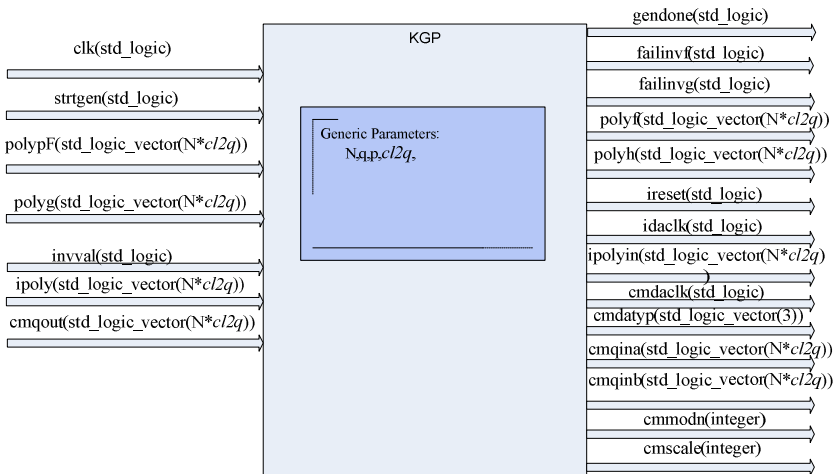 KGP
clk(std_logic)
strtgen(std_logic)
polypF(std_logic_vector(N*cl2q))
polyg(std_logic_vector(N*cl2q))
invval(std_logic)
ipoly(std_logic_vector(N*cl2q))
cmqout(std_logic_vector(N*cl2q))
Generic Parameters:
N,q,p,cl2q,
gendone(std_logic)
failinvf(std_logic)
failinvg(std_logic)
polyf(std_logic_vector(N*cl2q))
polyh(std_logic_vector(N*cl2q))
ireset(std_logic)
idaclk(std_logic)
ipolyin(std_logic_vector(N*cl2q)
)
cmdaclk(std_logic)
cmdatyp(std_logic_vector(3))
cmqina(std_logic_vector(N*cl2q))
cmqinb(std_logic_vector(N*cl2q))
cmmodn(integer)
cmscale(integer)